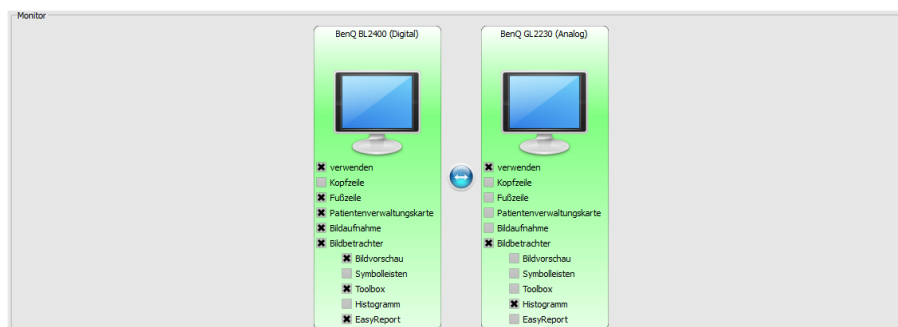 Monitor
BenQ BL2400 (Digital)
verwenden
Kopfzeile
Fußzeile
Patientenverwaltungskarte
Bildaufnahme
Bildbetrachter
Bildvorschau
Symbolleisten
Toolbox
Histogramm
EasyReport
BenQ GL2230 (Analog)
verwenden
Kopfzeile
Fußzeile
Patientenverwaltungskarte
Bildaufnahme
Bildbetrachter
Bildvorschau
Symbolleisten
Toolbox
Histogramm
EasyReport